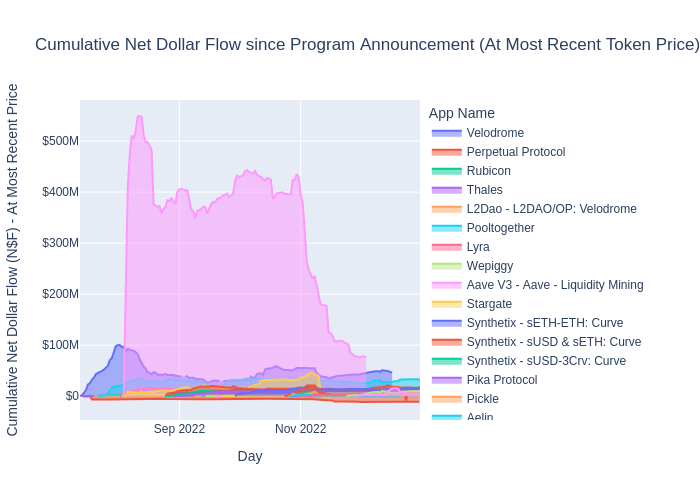 Cumulative Net Dollar Flow since Program Announcement (At Most Recent Token Price)
Cumulative Net Dollar Flow (N$F) - At Most Recent Price
$500M
$400M
$300M
$200M
$100M
$0
Sep 2022
Nov 2022
Day
App Name
Velodrome
Perpetual Protocol
Rubicon
Thales
L2Dao - L2DAO/OP: Velodrome
Pooltogether
Lyra
Wepiggy
Aave V3 - Aave - Liquidity Mining
Stargate
Synthetix - sETH-ETH: Curve
Synthetix - sUSD & sETH: Curve
Synthetix - sUSD-3Crv: Curve
Pika Protocol
Pickle
Aelin